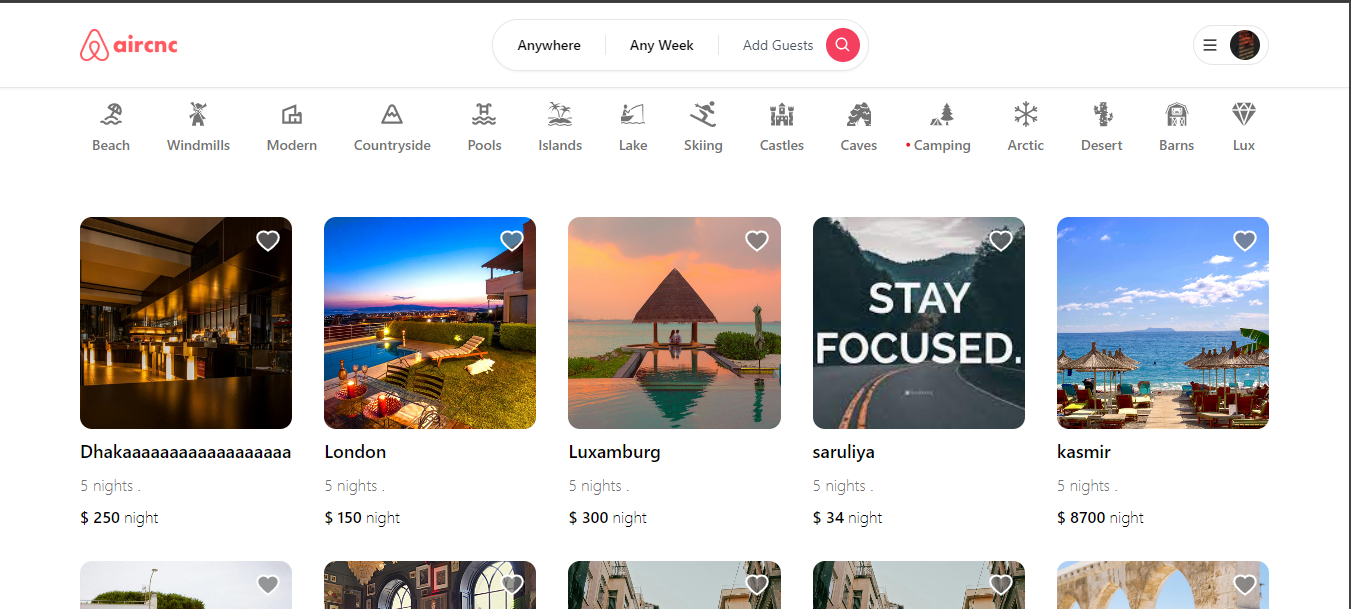 aircnc
Anywhere
Any Week
Add Guests
Beach
Windmills
Modern
Countryside
Pools
Islands
Lake
Skiing
Castles
Caves
• Camping
Arctic
Desert
Barns
Lux
STAY
FOCUSED.
Dhakaaaaaaaaaaaaaaaaaaa
London
Luxamburg
saruliya
kasmir
5 nights .
5 nights .
5 nights .
5 nights .
5 nights .
$ 250 night
$ 150 night
$ 300 night
$ 34 night
$ 8700 night